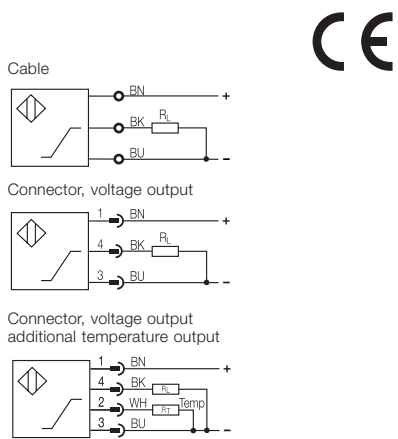 CE
Cable
BN
+
BK
RL
BU
-
Connector, voltage output
1 BN
+
4 BK
RL
3 BU
-
Connector, voltage output
additional temperature output
1 BN
+
4 BK
RL
2 WH
RT
Temp
3 BU
-